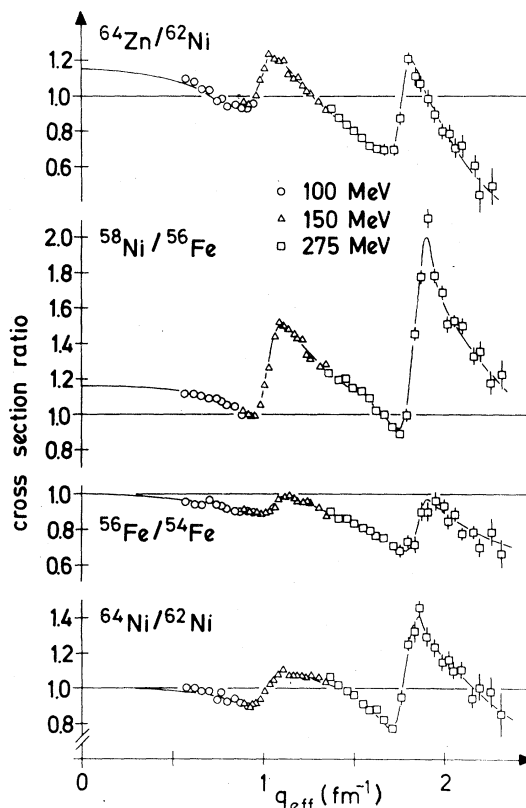 ⁶⁴Zn/⁶²Ni
1.2
1.0
0.8
0.6
○ 100 MeV
△ 150 MeV
□ 275 MeV
⁵⁸Ni/⁵⁶Fe
2.0
1.8
1.6
1.4
1.2
1.0
0.8
cross section ratio
1.0
0.8
0.6
⁵⁶Fe/⁵⁴Fe
⁶⁴Ni/⁶²Ni
1.4
1.2
1.0
0.8
0 1 2
q_eff (fm⁻¹)